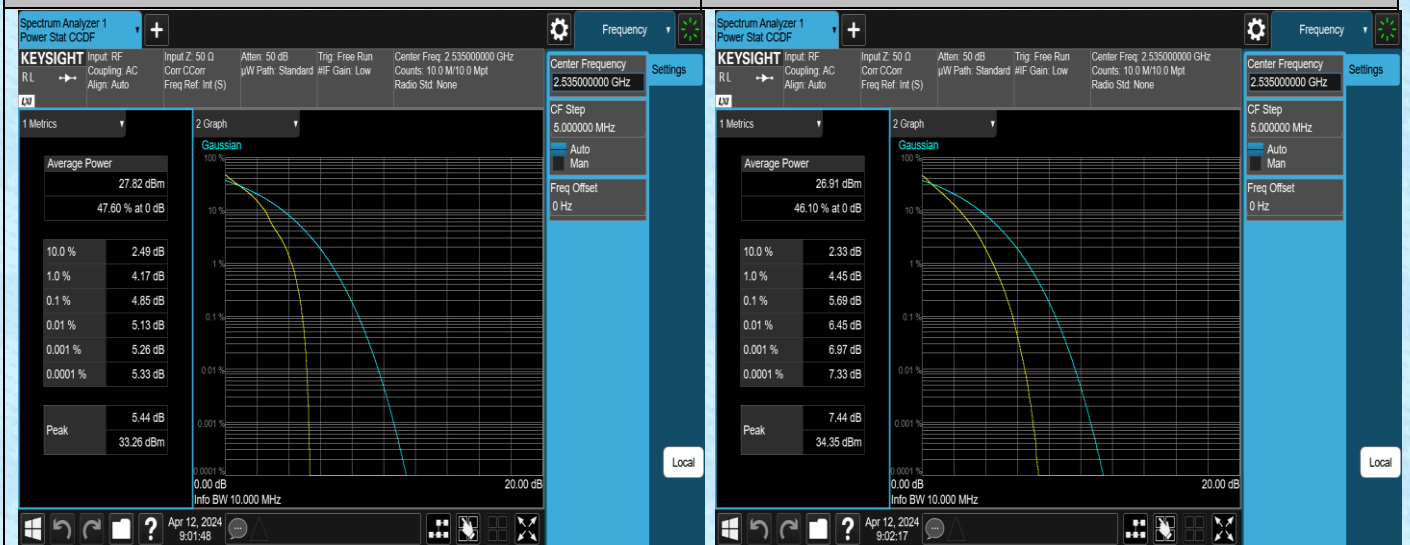 Spectrum Analyzer 1
Power Stat CCDF
+
Frequency
KEYSIGHT
RL
LXI
Input: RF
Coupling: AC
Align: Auto
Input Z: 50 Ω
Corr CCorr
Freq Ref: Int (S)
Atten: 50 dB
µW Path: Standard
Trig: Free Run
#IF Gain: Low
Center Freq: 2.535000000 GHz
Counts: 10.0 M/10.0 Mpt
Radio Std: None
Center Frequency
2.535000000 GHz
Settings
CF Step
5.000000 MHz
Auto
Man
Freq Offset
0 Hz
1 Metrics
Average Power
27.82 dBm
47.60 % at 0 dB
10.0 % 2.49 dB
1.0 % 4.17 dB
0.1 % 4.85 dB
0.01 % 5.13 dB
0.001 % 5.26 dB
0.0001 % 5.33 dB
Peak
5.44 dB
33.26 dBm
2 Graph
Gaussian
100 %
10 %
1 %
0.1 %
0.01 %
0.001 %
0.0001 %
0.00 dB 20.00 dB
Info BW 10.000 MHz
Local
?
Apr 12, 2024
9:01:48
Spectrum Analyzer 1
Power Stat CCDF
+
Frequency
KEYSIGHT
RL
LXI
Input: RF
Coupling: AC
Align: Auto
Input Z: 50 Ω
Corr CCorr
Freq Ref: Int (S)
Atten: 50 dB
µW Path: Standard
Trig: Free Run
#IF Gain: Low
Center Freq: 2.535000000 GHz
Counts: 10.0 M/10.0 Mpt
Radio Std: None
Center Frequency
2.535000000 GHz
Settings
CF Step
5.000000 MHz
Auto
Man
Freq Offset
0 Hz
1 Metrics
Average Power
26.91 dBm
46.10 % at 0 dB
10.0 % 2.33 dB
1.0 % 4.45 dB
0.1 % 5.69 dB
0.01 % 6.45 dB
0.001 % 6.97 dB
0.0001 % 7.33 dB
Peak
7.44 dB
34.35 dBm
2 Graph
Gaussian
100 %
10 %
1 %
0.1 %
0.01 %
0.001 %
0.0001 %
0.00 dB 20.00 dB
Info BW 10.000 MHz
Local
?
Apr 12, 2024
9:02:17